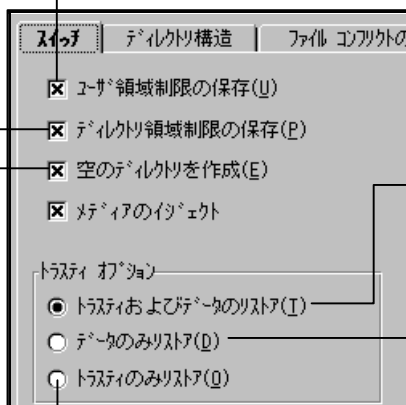 スイッチ ディレクトリ構造 ファイル コンフリクトの
ユーザ領域制限の保存(U)
ディレクトリ領域制限の保存(P)
空のディレクトリを作成(E)
メディアのイジェクト
トラスティ オプション
トラスティおよびデータのリストア(T)
データのみリストア(D)
トラスティのみリストア(O)